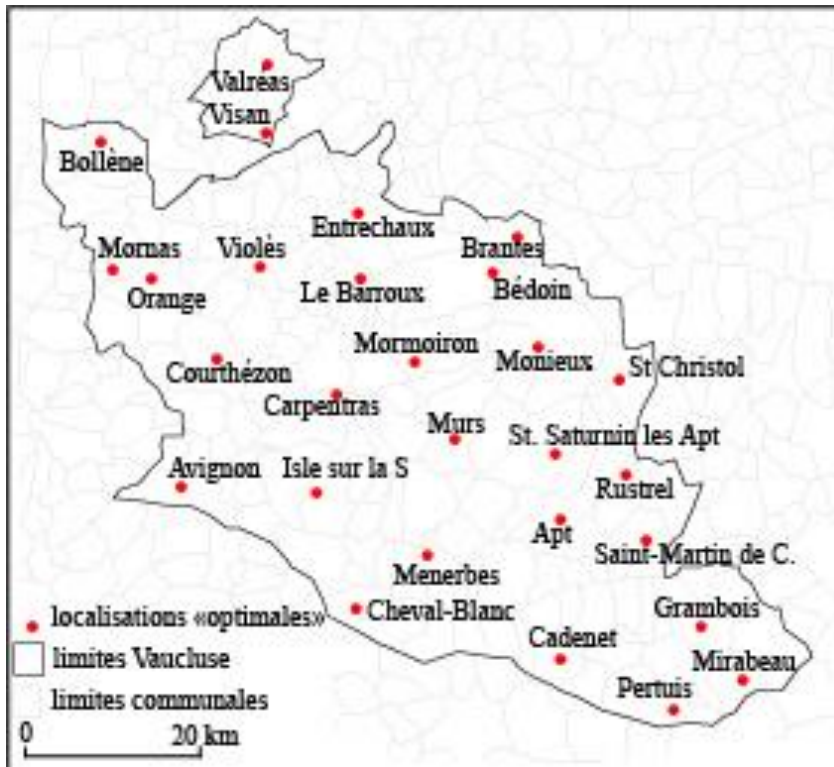 Valreas
Visan
Bollène
Entrechaux
Brantes
Mornas
Violès
Orange
Le Barroux
Bédoin
Mormoiron
Monieux
Courthézon
St Christol
Carpentras
Murs
St. Saturnin les Apt
Avignon
Isle sur la S
Rustrel
Apt
Saint-Martin de C.
Menerbes
Cheval-Blanc
Grambois
Cadenet
Mirabeau
Pertuis
localisations «optimales»
limites Vaucluse
limites communales
0 20 km